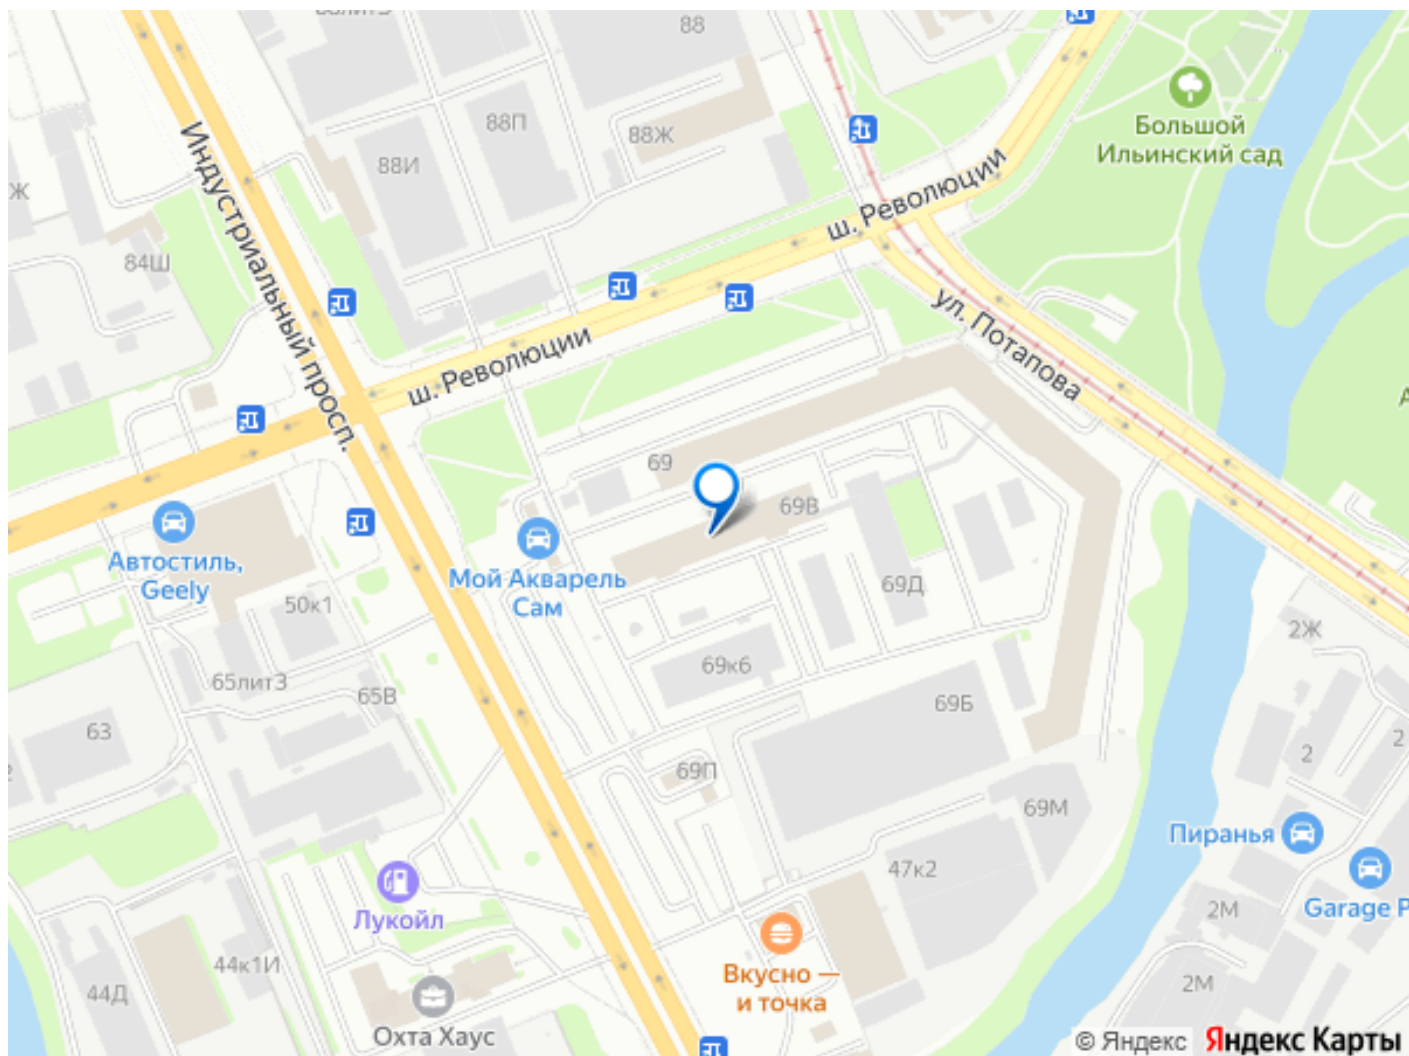 88
88П
88Ж
88И
Большой
Ильинский сад
Ж
ш. Революции
Индустриальный просп.
84Ш
ул. Потапова
ш. Революции
69
69В
Автостиль,
Geely
Мой Акварель
Сам
50к1
69Д
2Ж
69к6
65лит3
65В
69Б
63
2
2
69П
69М
Пиранья
47к2
Garage P
Лукойл
2М
44к1И
Вкусно —
и точка
44Д
2М
Охта Хаус
© Яндекс Яндекс Карты